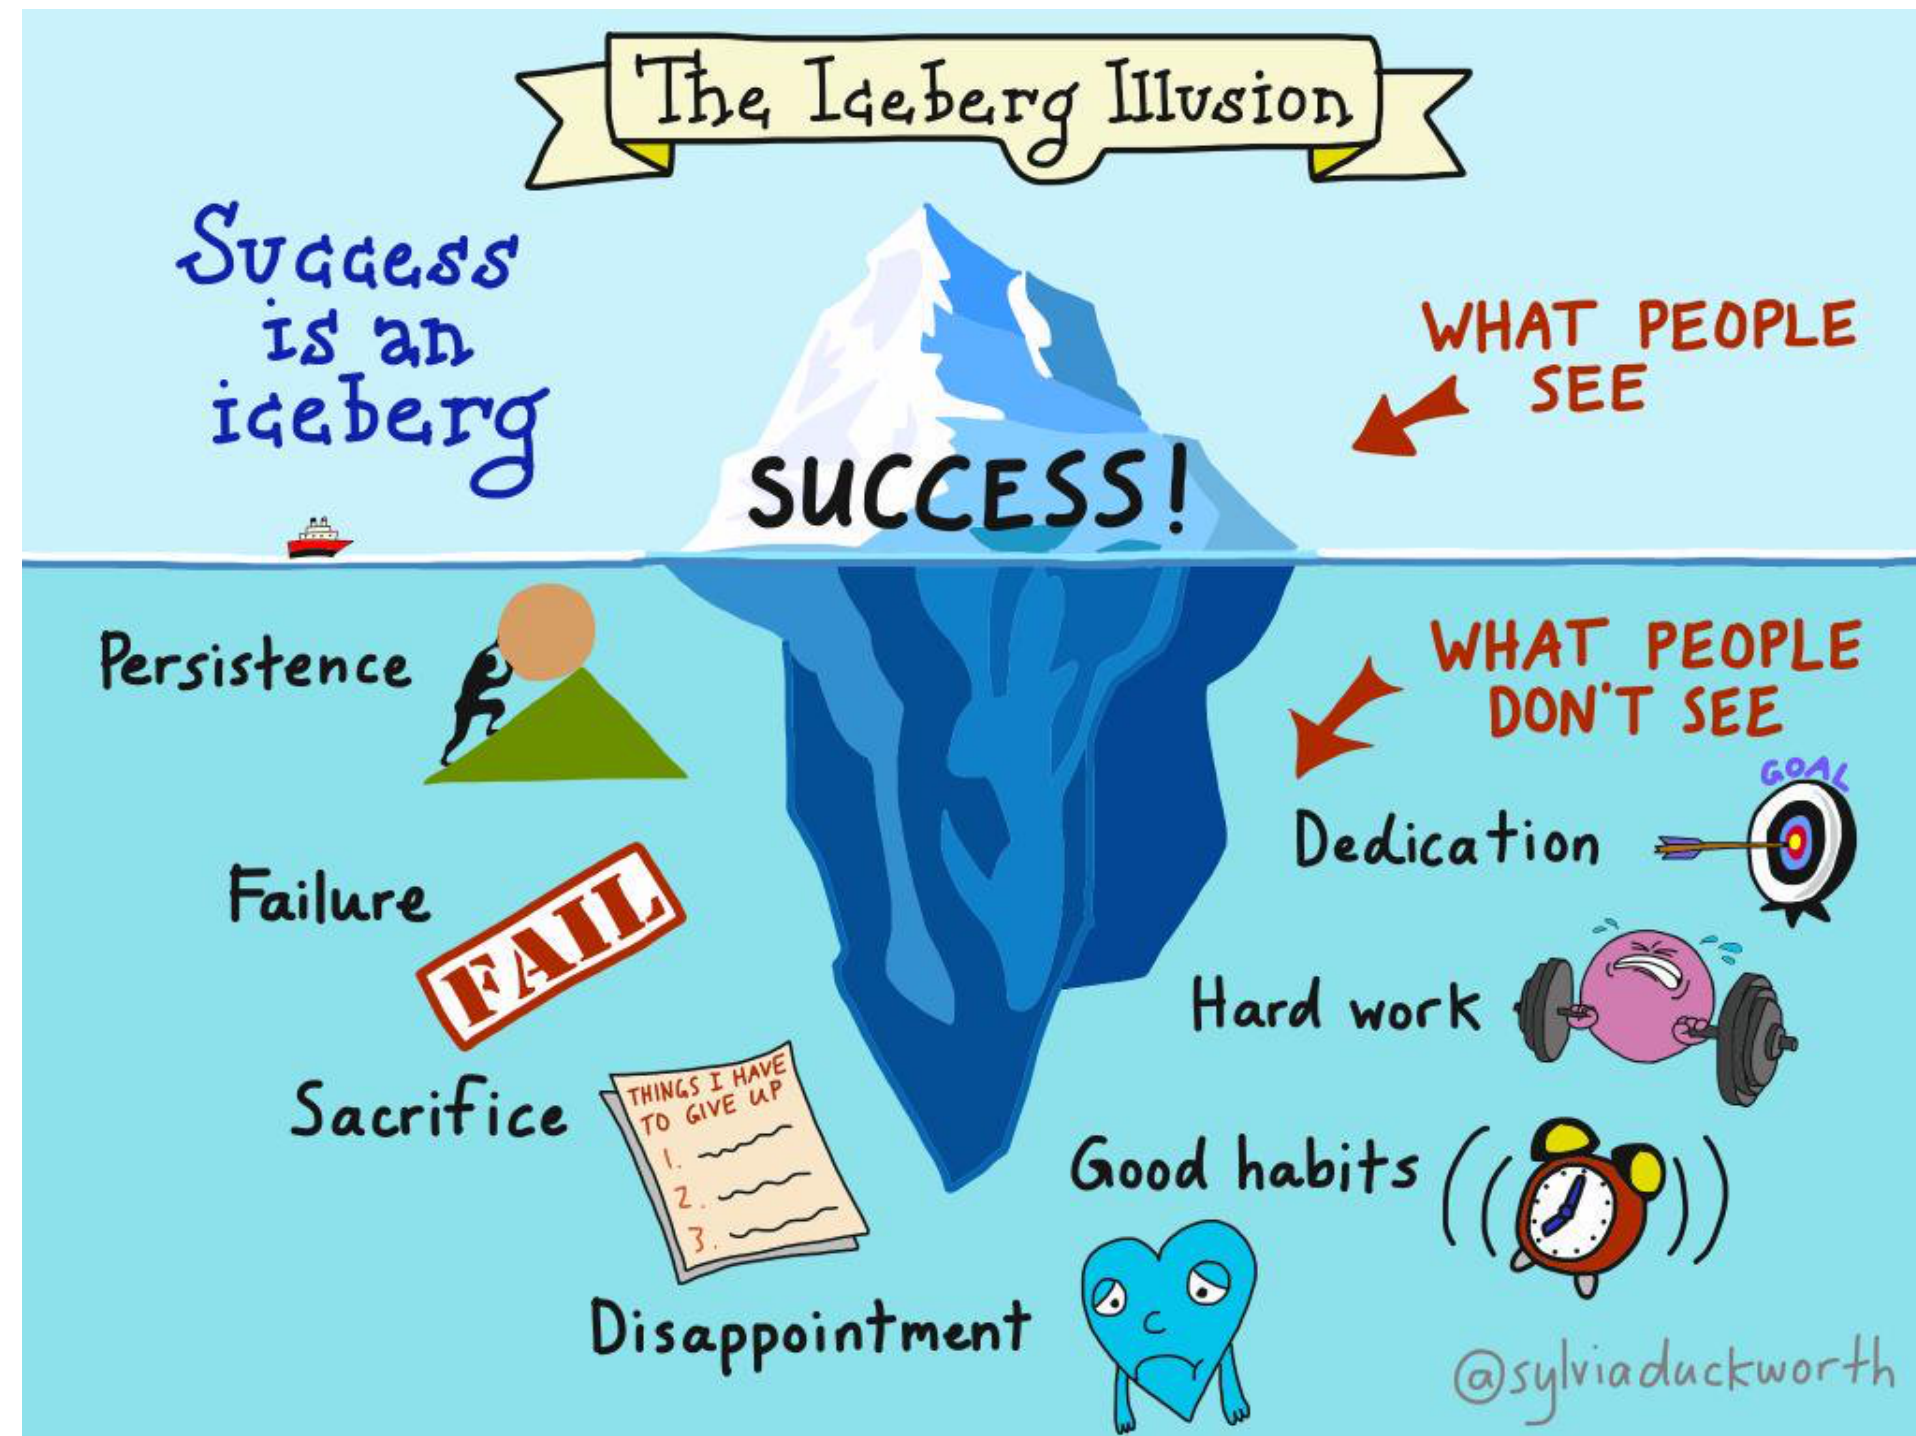 The Iceberg Illusion
Success
is an
iceberg
WHAT PEOPLE
SEE
SUCCESS!
Persistence
WHAT PEOPLE
DON'T SEE
GOAL
Dedication
Failure
FAIL
Hard work
Sacrifice
THINGS I HAVE
TO GIVE UP
1.
2.
3.
Good habits
Disappointment
@sylviaduckworth